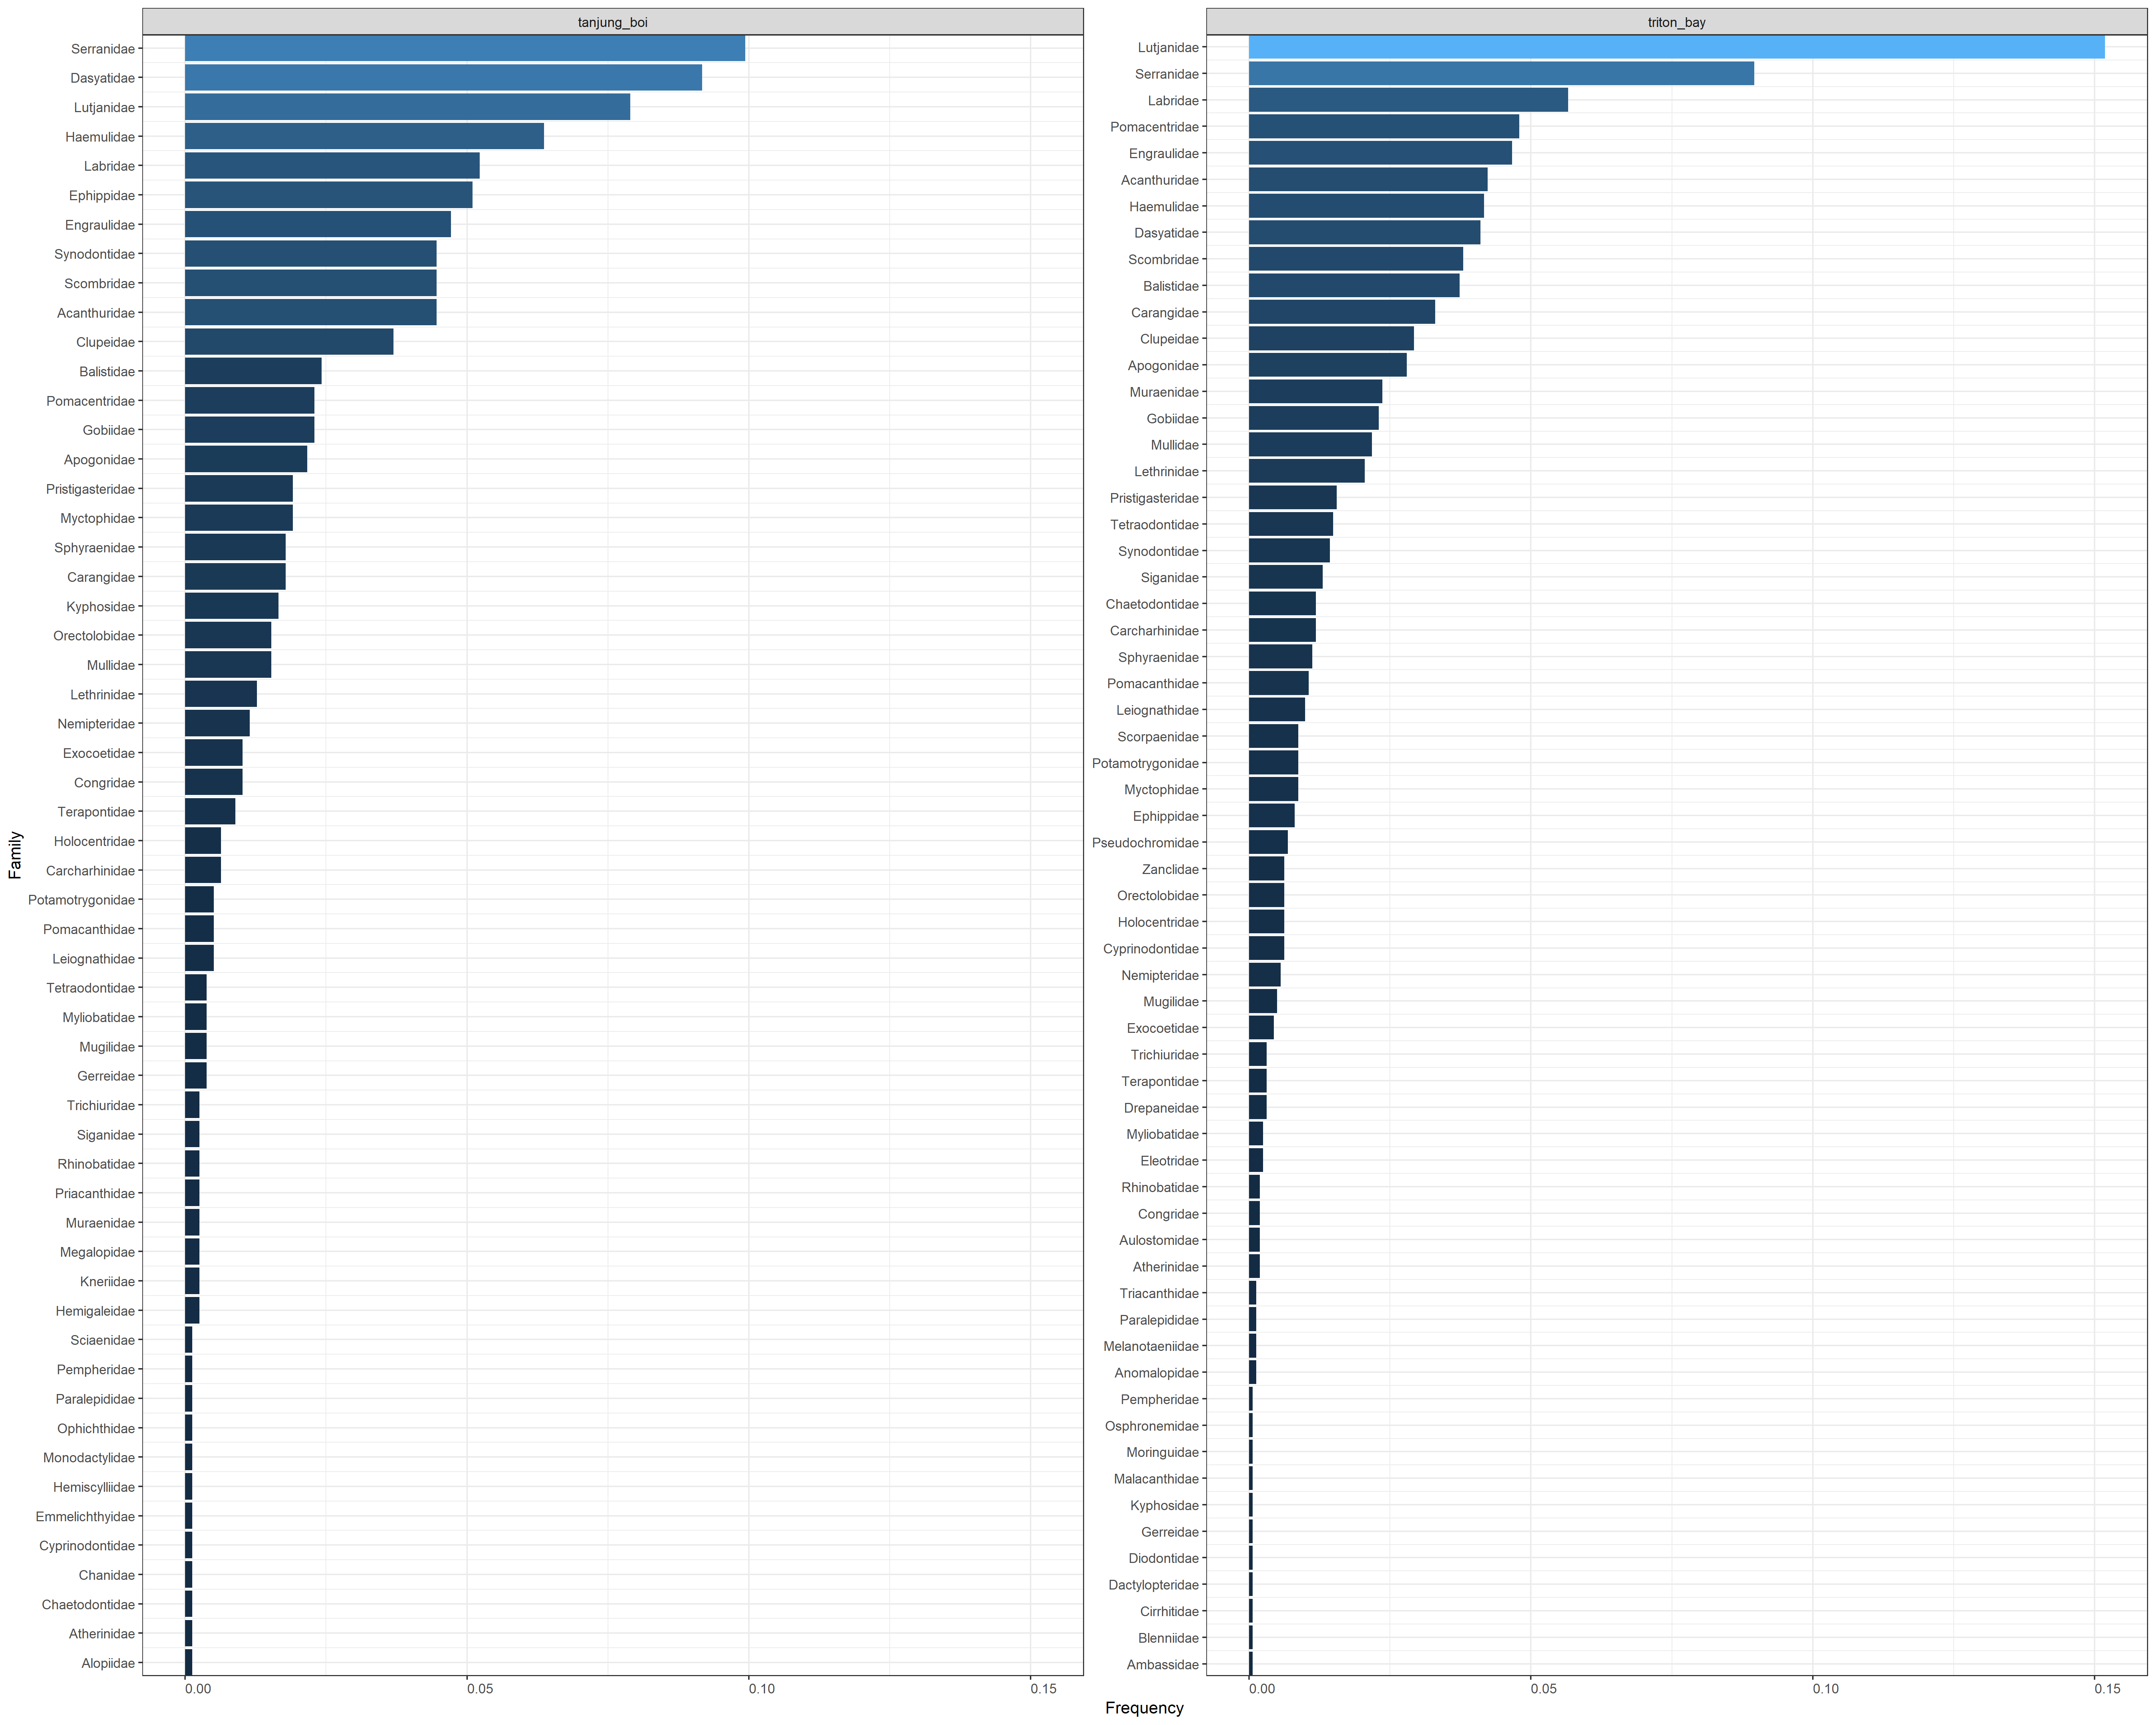 tanjung_boi
Serranidae
Dasyatidae
Lutjanidae
Haemulidae
Labridae
Ephippidae
Engraulidae
Synodontidae
Scombridae
Acanthuridae
Clupeidae
Balistidae
Pomacentridae
Gobiidae
Apogonidae
Pristigasteridae
Myctophidae
Sphyraenidae
Carangidae
Kyphosidae
Orectolobidae
Mullidae
Lethrinidae
Nemipteridae
Exocoetidae
Congridae
Terapontidae
Holocentridae
Carcharhinidae
Potamotrygonidae
Pomacanthidae
Leiognathidae
Tetraodontidae
Myliobatidae
Mugilidae
Gerreidae
Trichiuridae
Siganidae
Rhinobatidae
Priacanthidae
Muraenidae
Megalopidae
Kneriidae
Hemigaleidae
Sciaenidae
Pempheridae
Paralepididae
Ophichthidae
Monodactylidae
Hemiscylliidae
Emmelichthyidae
Cyprinodontidae
Chanidae
Chaetodontidae
Atherinidae
Alopiidae
0.00 0.05 0.10 0.15
triton_bay
Lutjanidae
Serranidae
Labridae
Pomacentridae
Engraulidae
Acanthuridae
Haemulidae
Dasyatidae
Scombridae
Balistidae
Carangidae
Clupeidae
Apogonidae
Muraenidae
Gobiidae
Mullidae
Lethrinidae
Pristigasteridae
Tetraodontidae
Synodontidae
Siganidae
Chaetodontidae
Carcharhinidae
Sphyraenidae
Pomacanthidae
Leiognathidae
Scorpaenidae
Potamotrygonidae
Myctophidae
Ephippidae
Pseudochromidae
Zanclidae
Orectolobidae
Holocentridae
Cyprinodontidae
Nemipteridae
Mugilidae
Exocoetidae
Trichiuridae
Terapontidae
Drepaneidae
Myliobatidae
Eleotridae
Rhinobatidae
Congridae
Aulostomidae
Atherinidae
Triacanthidae
Paralepididae
Melanotaeniidae
Anomalopidae
Pempheridae
Osphronemidae
Moringuidae
Malacanthidae
Kyphosidae
Gerreidae
Diodontidae
Dactylopteridae
Cirrhitidae
Blenniidae
Ambassidae
0.00 0.05 0.10 0.15
Family
Frequency